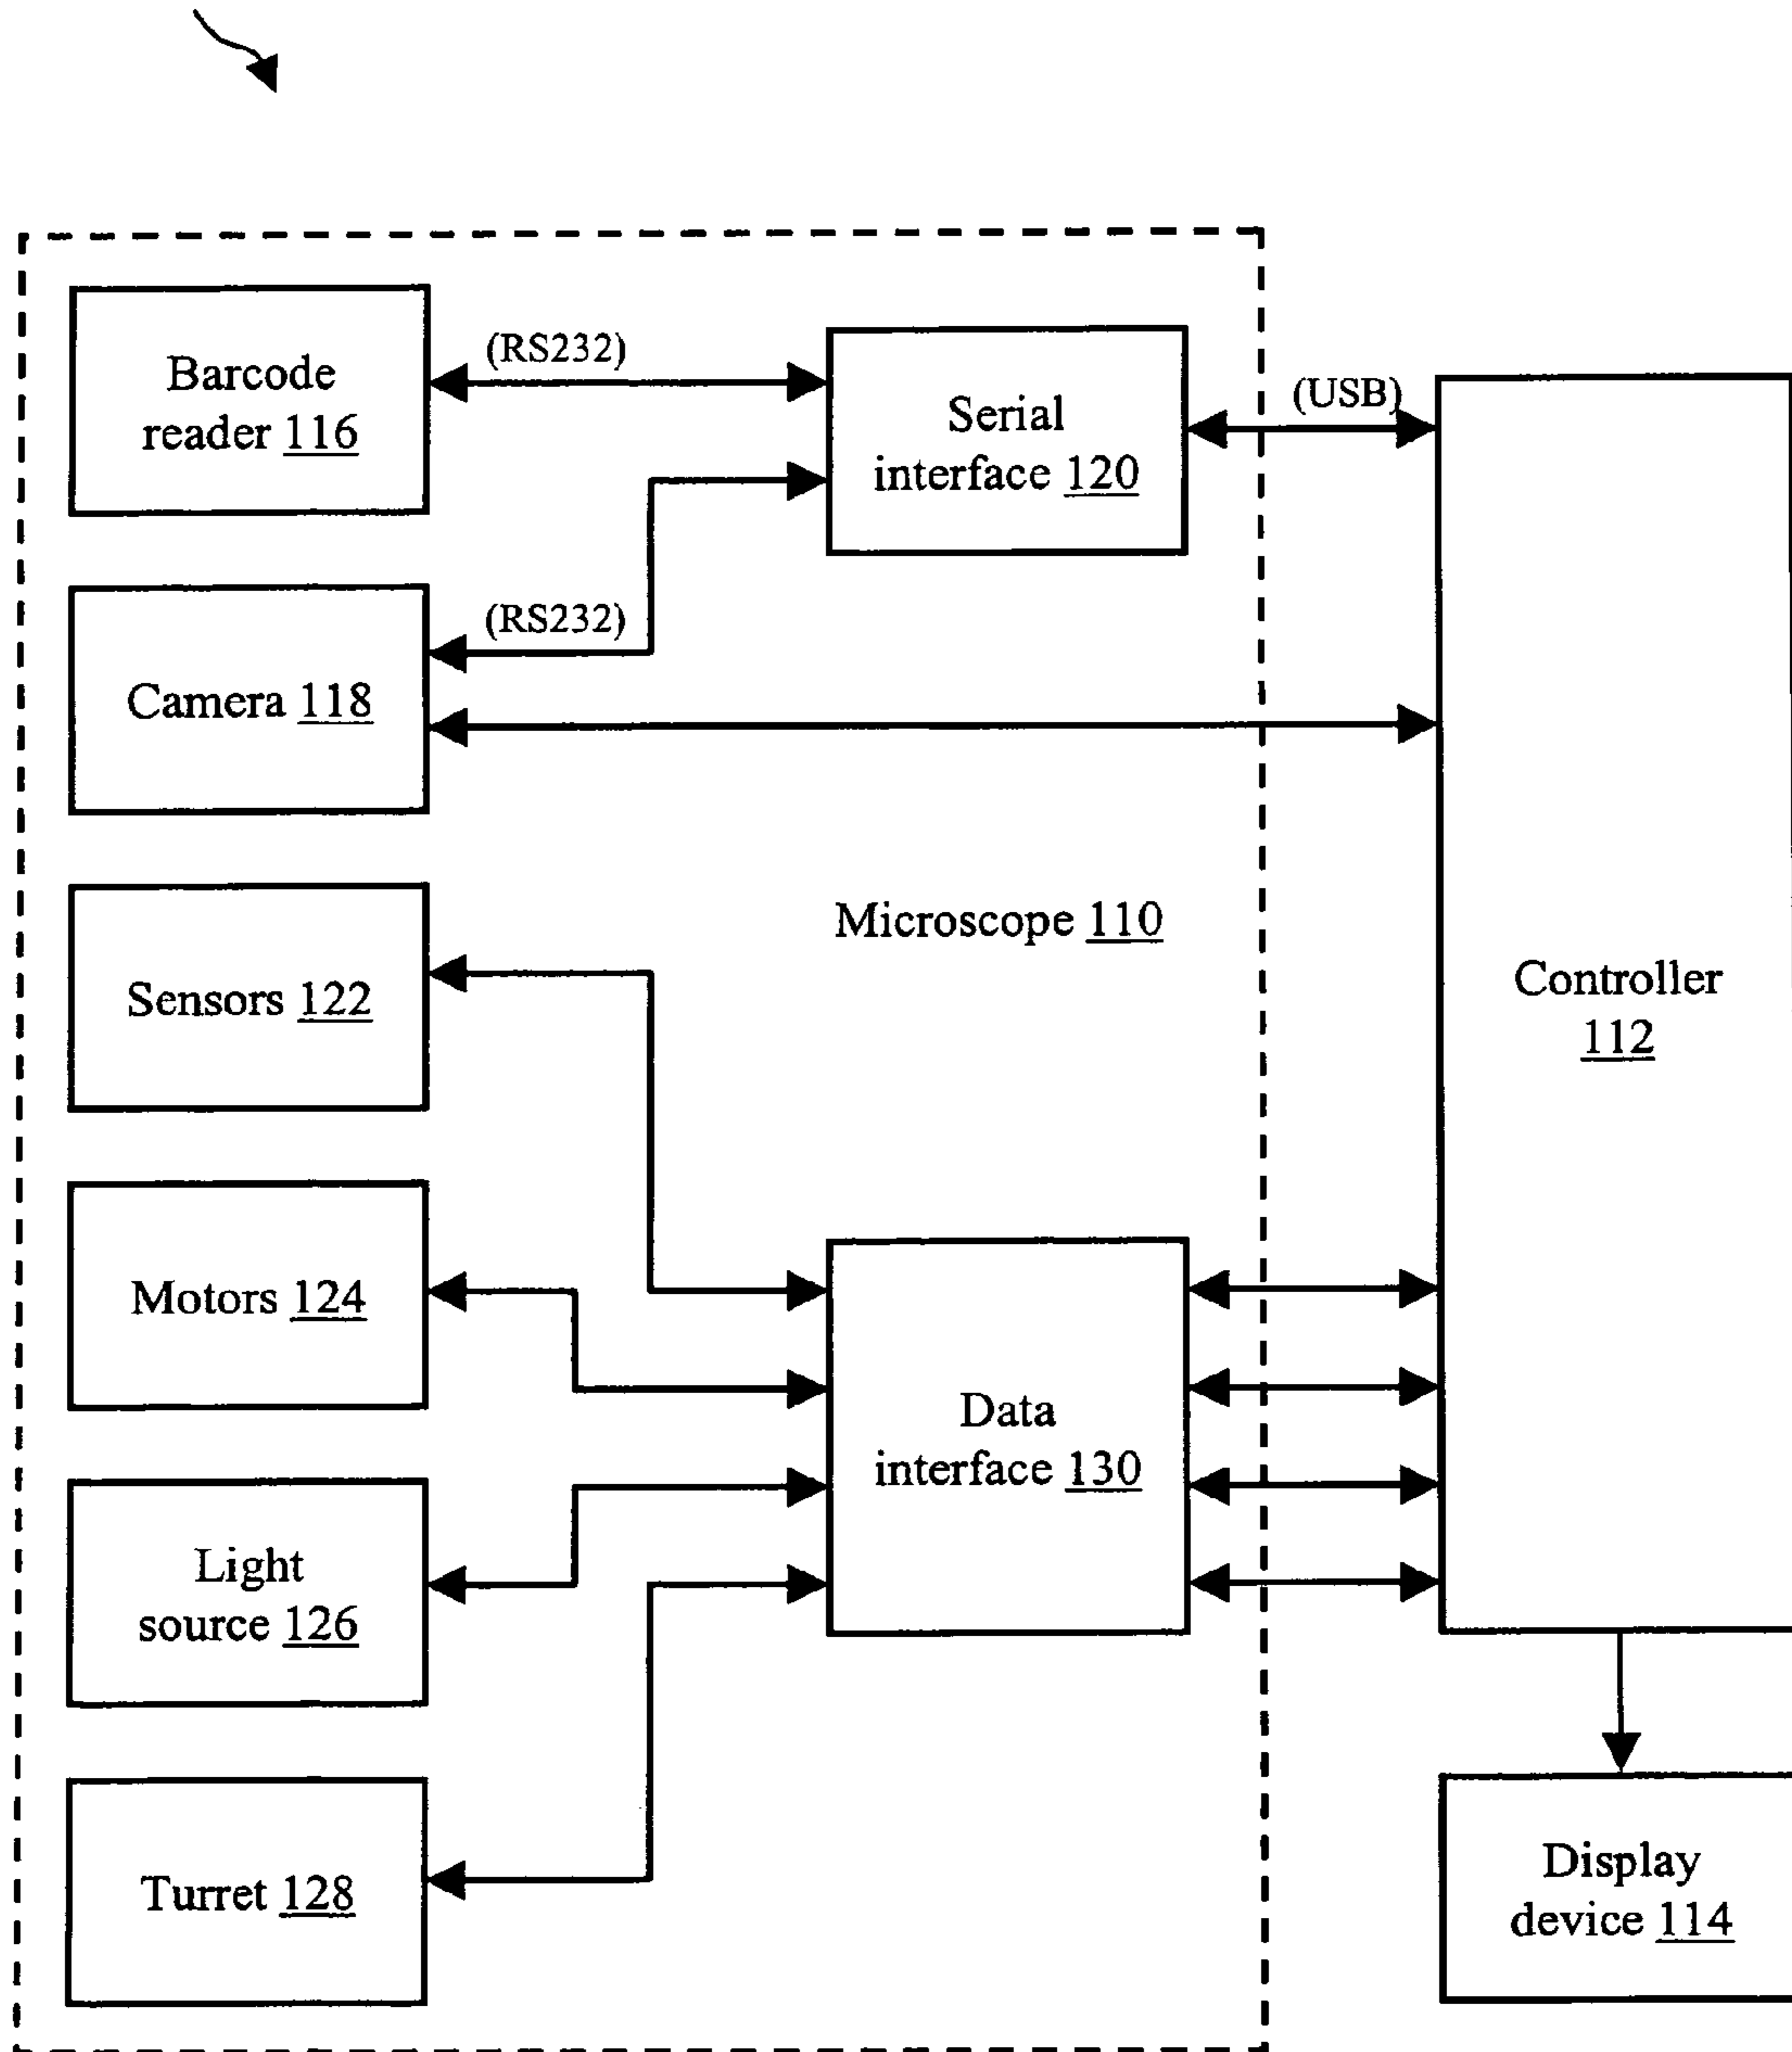 Barcode
reader 116
(RS232)
Serial
interface 120
(USB)
(RS232)
Camera 118
Sensors 122
Microscope 110
Controller
112
Motors 124
Data
interface 130
Light
source 126
Turret 128
Display
device 114